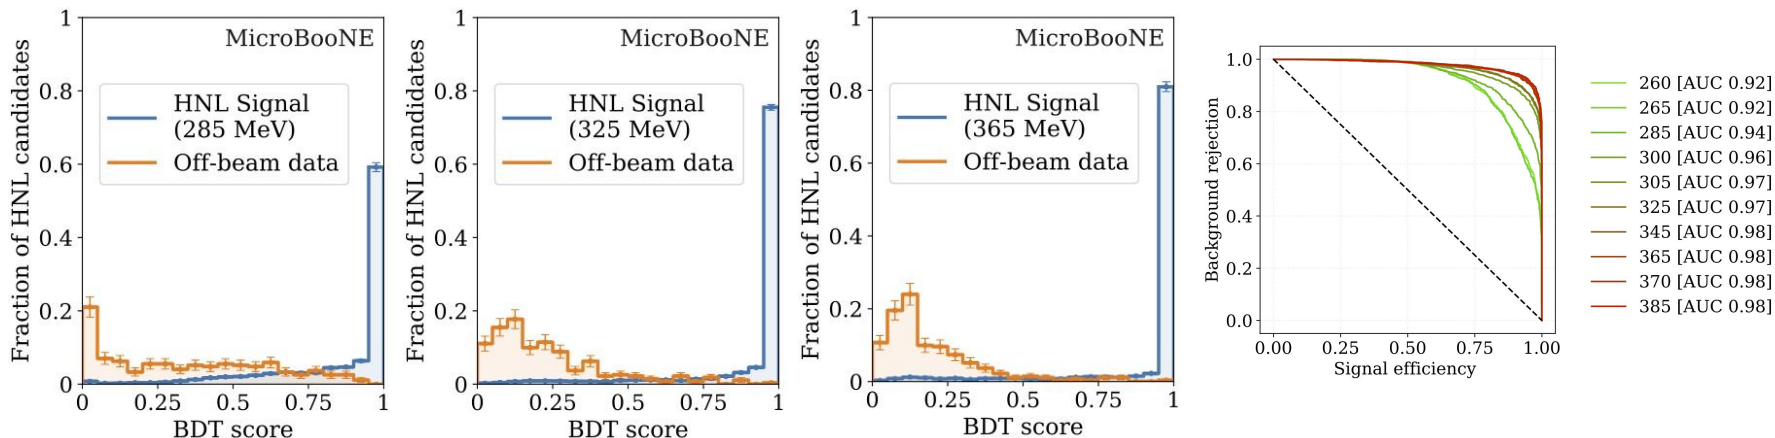 Fraction of HNL candidates
1
0.8
0.6
0.4
0.2
0
MicroBooNE
HNL Signal
(285 MeV)
Off-beam data
0 0.25 0.5 0.75 1
BDT score
Fraction of HNL candidates
1
0.8
0.6
0.4
0.2
0
MicroBooNE
HNL Signal
(325 MeV)
Off-beam data
0 0.25 0.5 0.75 1
BDT score
Fraction of HNL candidates
1
0.8
0.6
0.4
0.2
0
MicroBooNE
HNL Signal
(365 MeV)
Off-beam data
0 0.25 0.5 0.75 1
BDT score
Background rejection
1.0
0.8
0.6
0.4
0.2
0.0
0.00 0.25 0.50 0.75 1.00
Signal efficiency
260 [AUC 0.92]
265 [AUC 0.92]
285 [AUC 0.94]
300 [AUC 0.96]
305 [AUC 0.97]
325 [AUC 0.97]
345 [AUC 0.98]
365 [AUC 0.98]
370 [AUC 0.98]
385 [AUC 0.98]